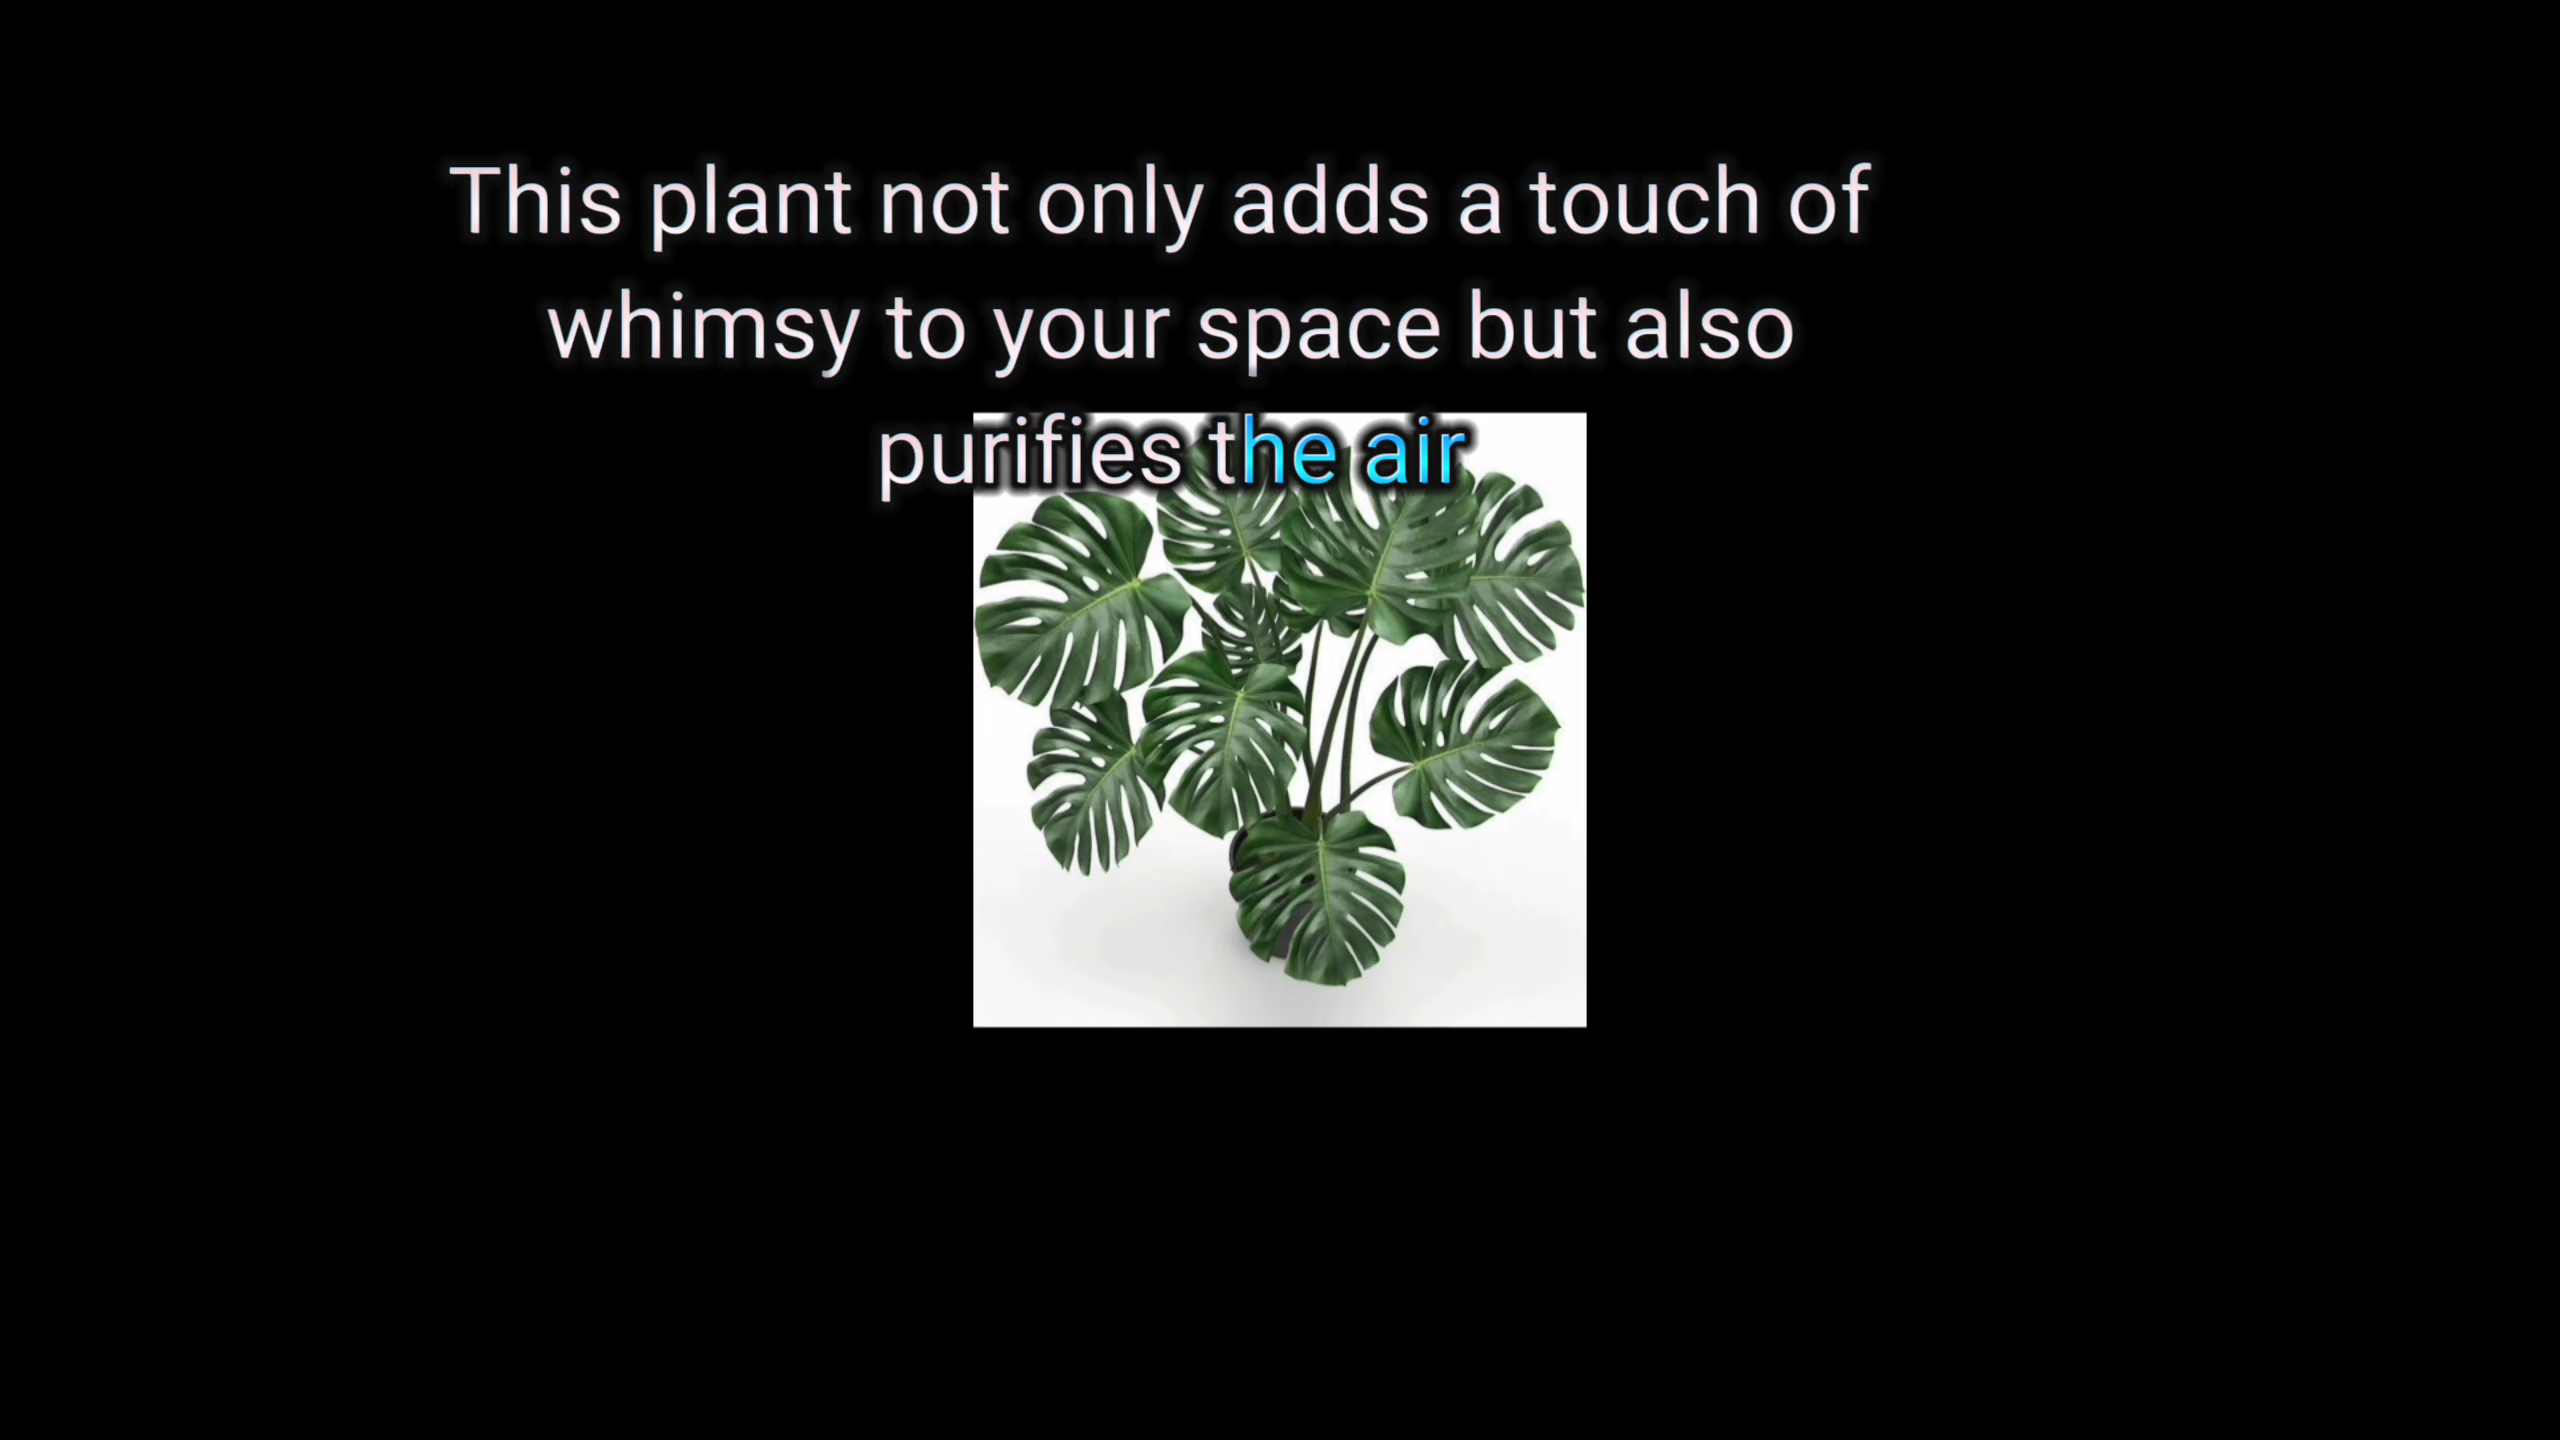 This plant not only adds a touch of
whimsy to your space but also
purifies the air